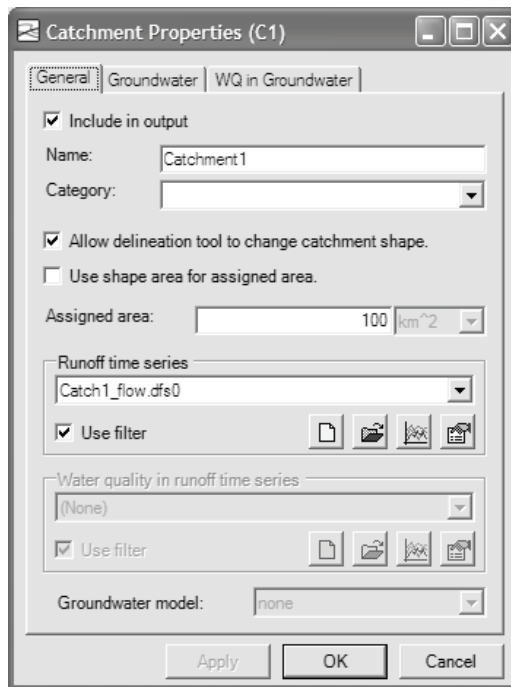 Catchment Properties (C1)
General Groundwater WQ in Groundwater
Include in output
Name: Catchment1
Category:
Allow delineation tool to change catchment shape.
Use shape area for assigned area.
Assigned area: 100 km^2
Runoff time series
Catch1_flow.dfs0
Use filter
Water quality in runoff time series
(None)
Use filter
Groundwater model: none
Apply OK Cancel